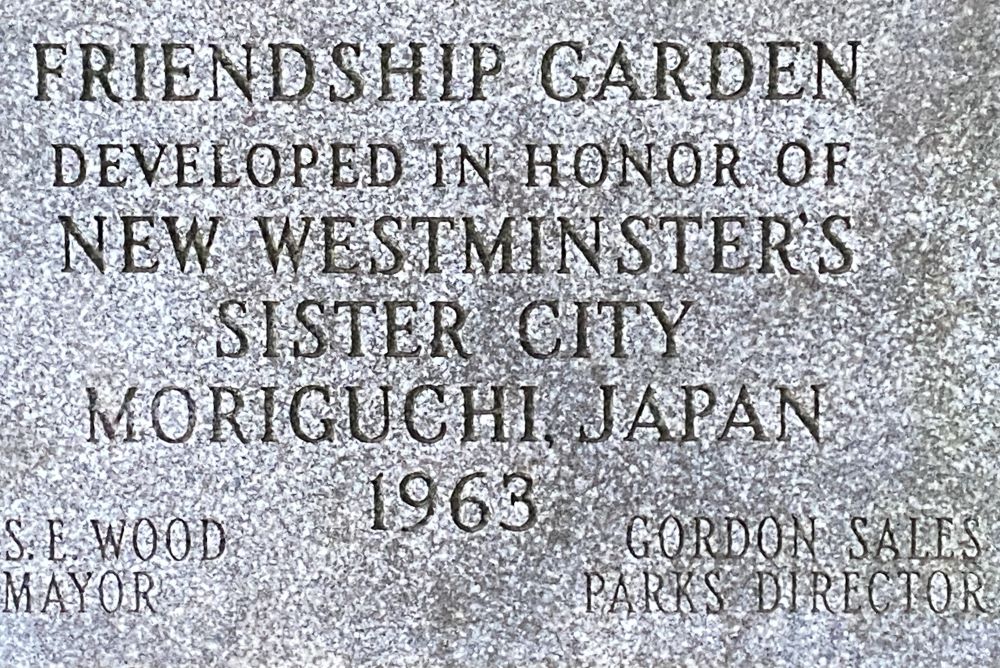 FRIENDSHIP GARDEN
DEVELOPED IN HONOR OF
NEW WESTMINSTER'S
SISTER CITY
MORIGUCHI, JAPAN
1963
S. E. WOOD
MAYOR
GORDON SALES
PARKS DIRECTOR